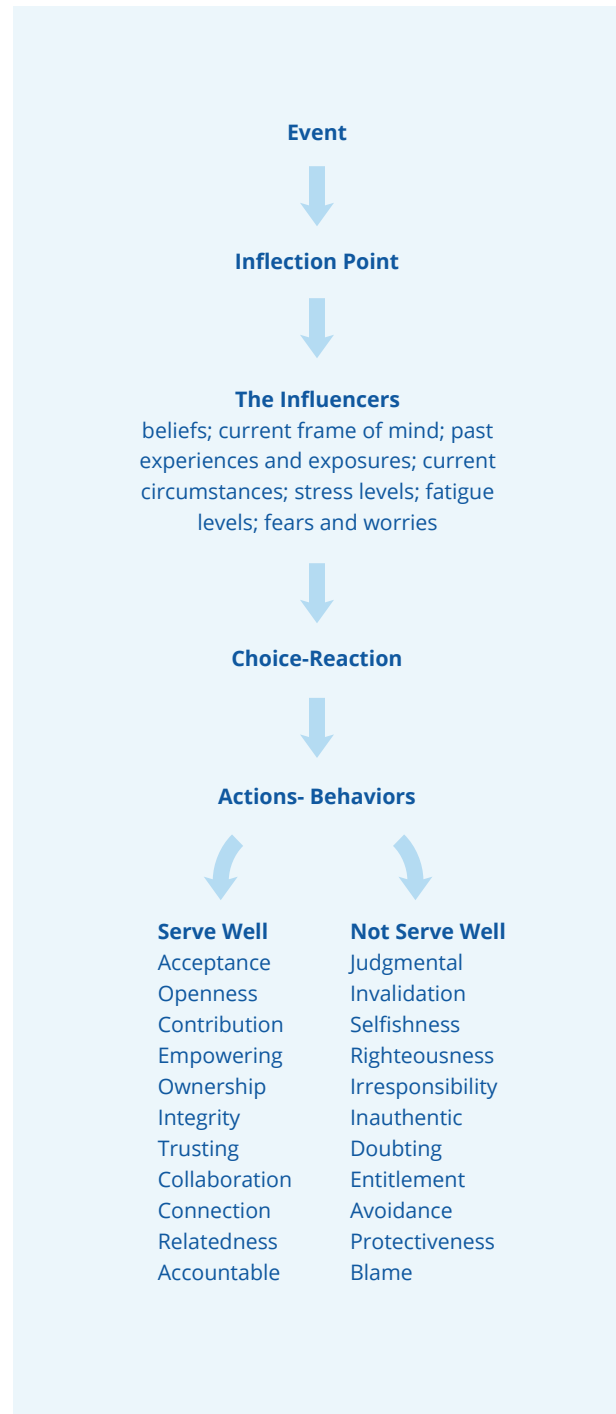 Event
Inflection Point
The Influencers
beliefs; current frame of mind; past
experiences and exposures; current
circumstances; stress levels; fatigue
levels; fears and worries
Choice-Reaction
Actions- Behaviors
Serve Well
Acceptance
Openness
Contribution
Empowering
Ownership
Integrity
Trusting
Collaboration
Connection
Relatedness
Accountable
Not Serve Well
Judgmental
Invalidation
Selfishness
Righteousness
Irresponsibility
Inauthentic
Doubting
Entitlement
Avoidance
Protectiveness
Blame